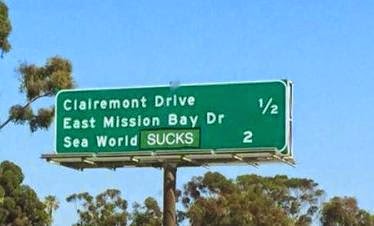 Clairemont Drive 1/2
East Mission Bay Dr
Sea World SUCKS 2